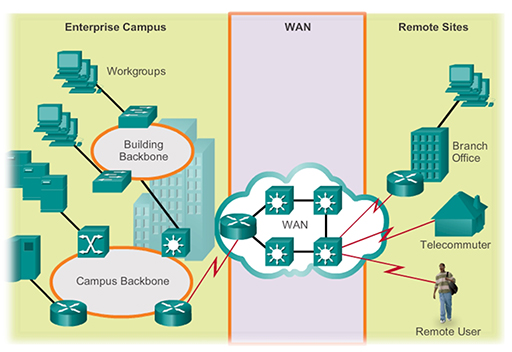 Enterprise Campus
WAN
Remote Sites
Workgroups
Building
Backbone
Branch
Office
WAN
Telecommuter
Campus Backbone
Remote User